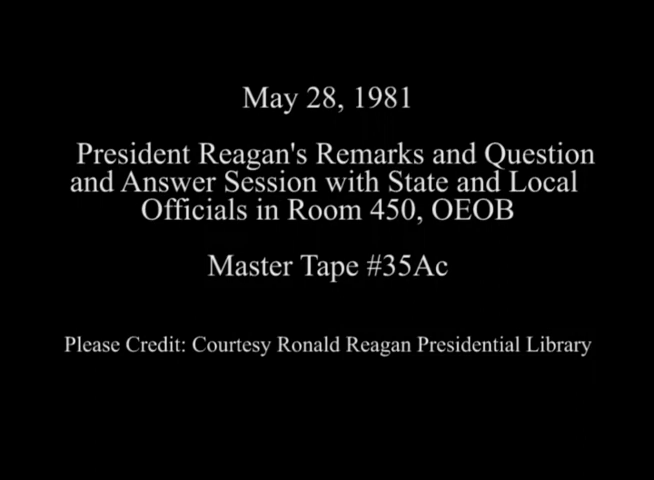 May 28, 1981
President Reagan's Remarks and Question
and Answer Session with State and Local
Officials in Room 450, OEOB
Master Tape #35Ac
Please Credit: Courtesy Ronald Reagan Presidential Library